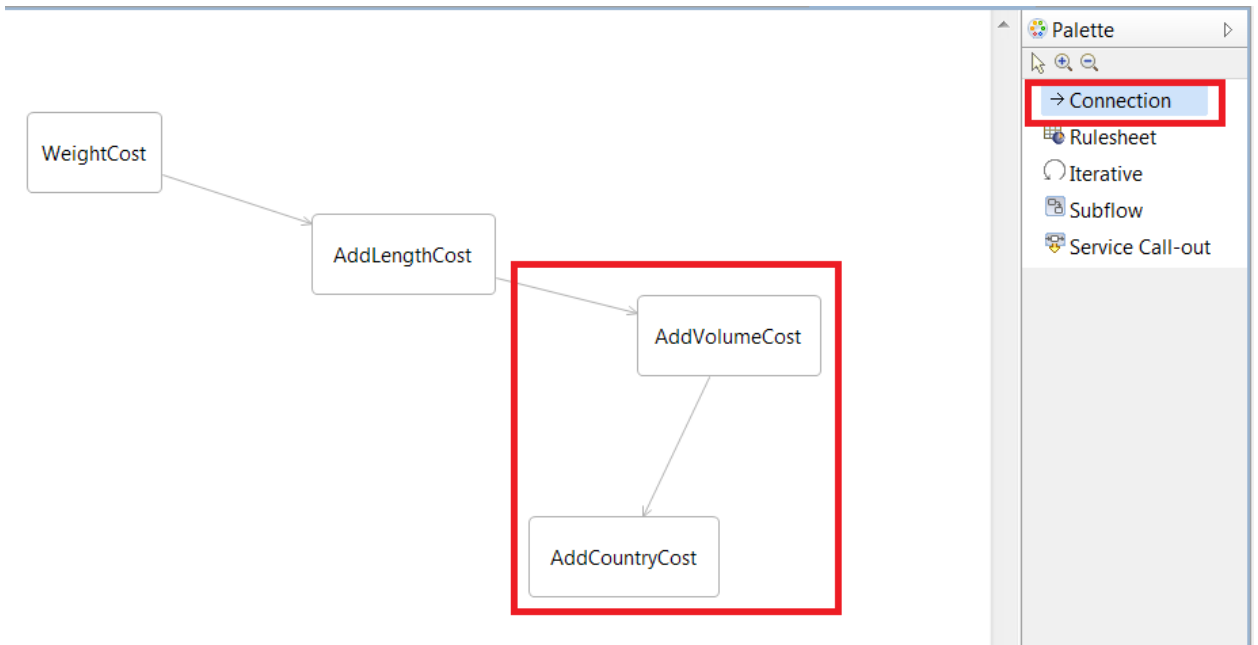 WeightCost
AddLengthCost
AddVolumeCost
AddCountryCost
Palette
Connection
Rulesheet
Iterative
Subflow
Service Call-out